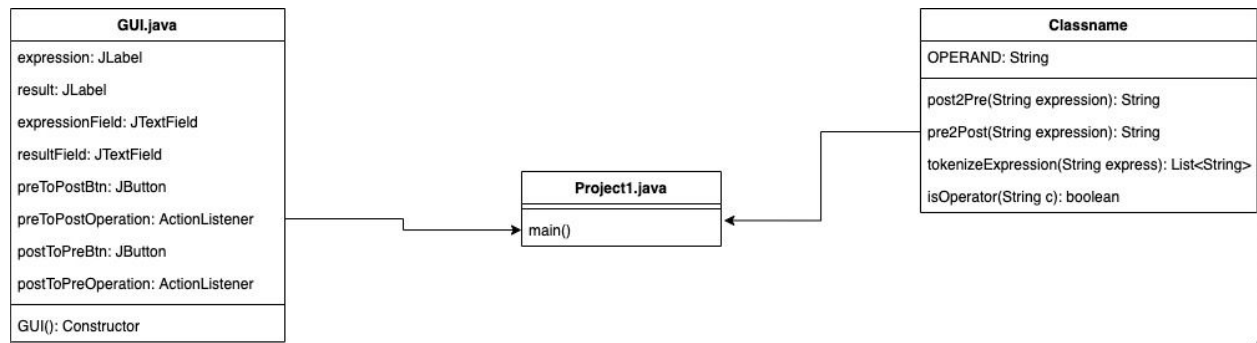 GUI.java
expression: JLabel
result: JLabel
expressionField: JTextField
resultField: JTextField
preToPostBtn: JButton
preToPostOperation: ActionListener
postToPreBtn: JButton
postToPreOperation: ActionListener
GUI(): Constructor
Project1.java
main()
Classname
OPERAND: String
post2Pre(String expression): String
pre2Post(String expression): String
tokenizeExpression(String express): List<String>
isOperator(String c): boolean